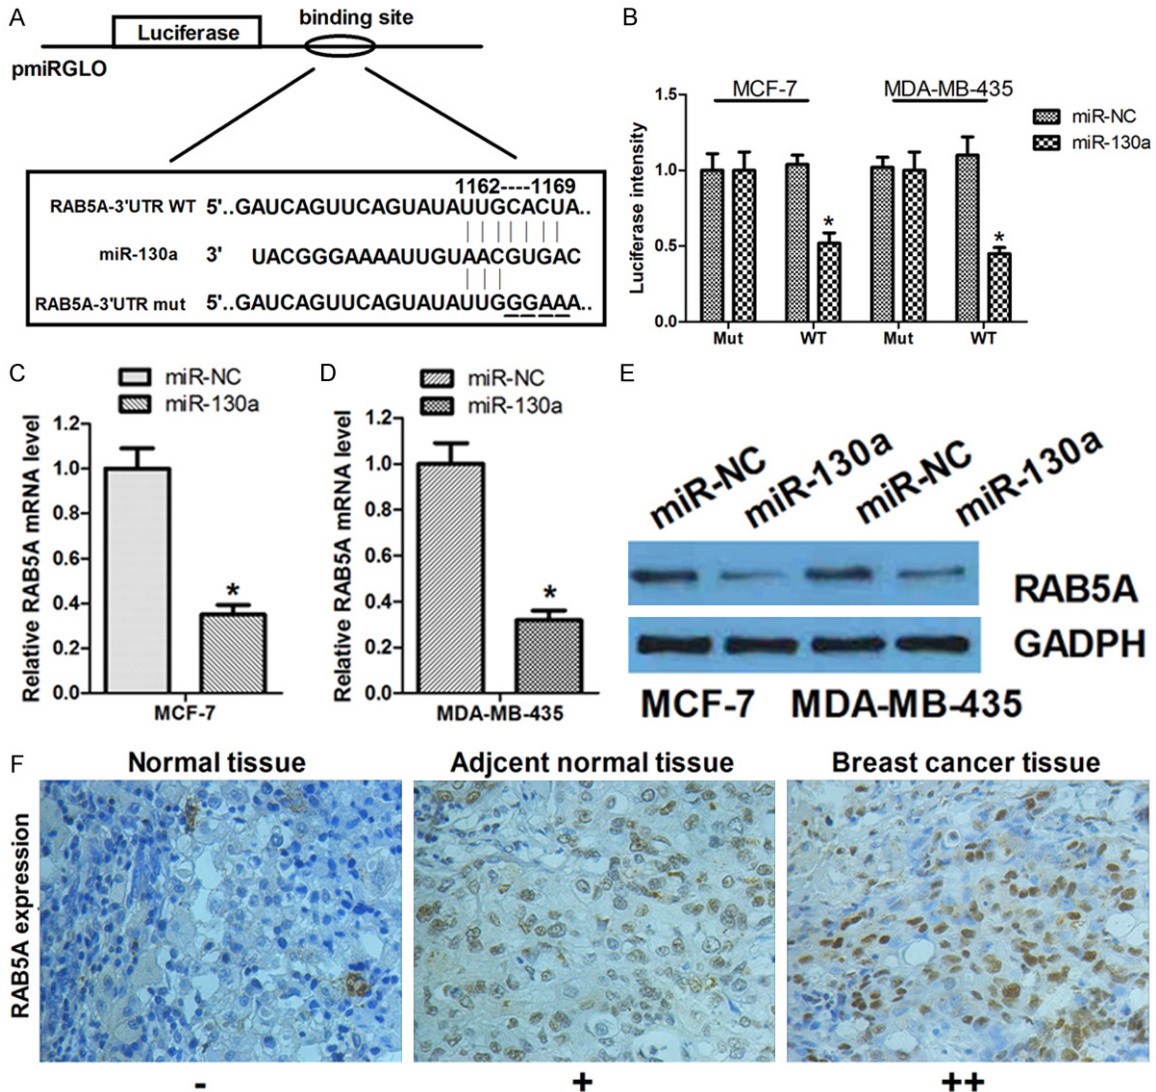 A
Luciferase
binding site
pmiRGLO
1162----1169
RAB5A-3'UTR WT 5'..GAUCAGUUCAGUAUAUUGCACUA..
miR-130a 3' UACGGGAAAAUUGUAACGUGAC
RAB5A-3'UTR mut 5'..GAUCAGUUCAGUAUAUUGGGAAA..
B
MCF-7 MDA-MB-435
miR-NC
miR-130a
Luciferase intensity
1.5
1.0
0.5
0.0
Mut WT Mut WT
* *
C
miR-NC
miR-130a
Relative RAB5A mRNA level
1.2
1.0
0.8
0.6
0.4
0.2
0.0
*
MCF-7
D
miR-NC
miR-130a
Relative RAB5A mRNA level
1.2
1.0
0.8
0.6
0.4
0.2
0.0
*
MDA-MB-435
E
miR-NC miR-130a miR-NC miR-130a
RAB5A
GADPH
MCF-7 MDA-MB-435
F
Normal tissue Adjcent normal tissue Breast cancer tissue
RAB5A expression
- + ++